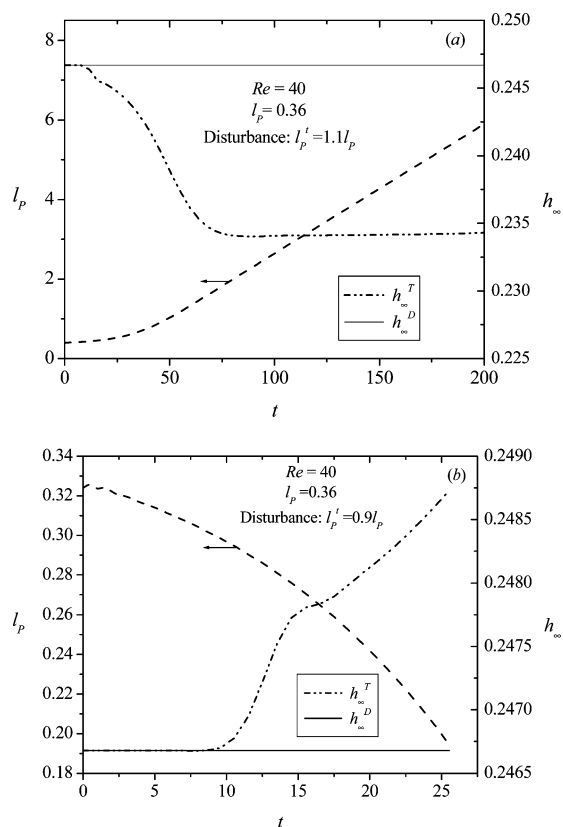 (a)
8
6
4
2
0
0.250
0.245
0.240
0.235
0.230
0.225
Re = 40
l_P = 0.36
Disturbance: l_P^t = 1.1l_P
l_P
h_∞
h_∞^T
h_∞^D
0 50 100 150 200
t
(b)
0.34
0.32
0.30
0.28
0.26
0.24
0.22
0.20
0.18
0.2490
0.2485
0.2480
0.2475
0.2470
0.2465
Re = 40
l_P =0.36
Disturbance: l_P^t =0.9l_P
l_P
h_∞
h_∞^T
h_∞^D
0 5 10 15 20 25
t